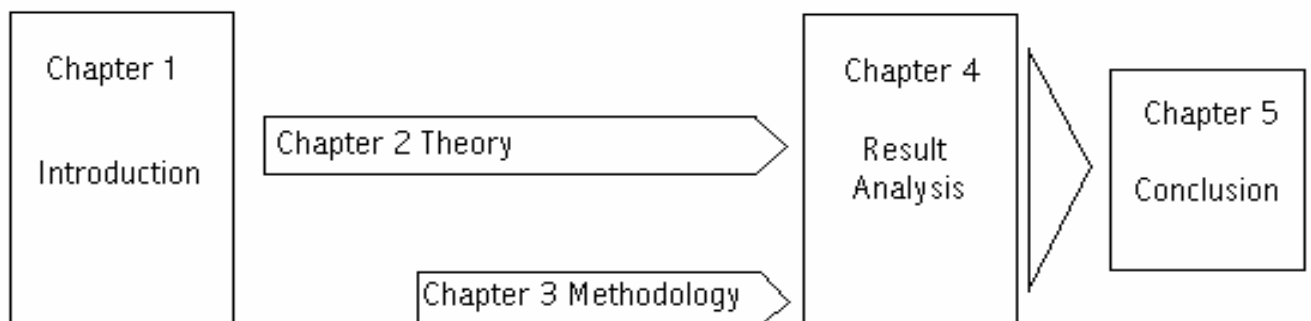 Chapter 1
Introduction
Chapter 2 Theory
Chapter 3 Methodology
Chapter 4
Result
Analysis
Chapter 5
Conclusion